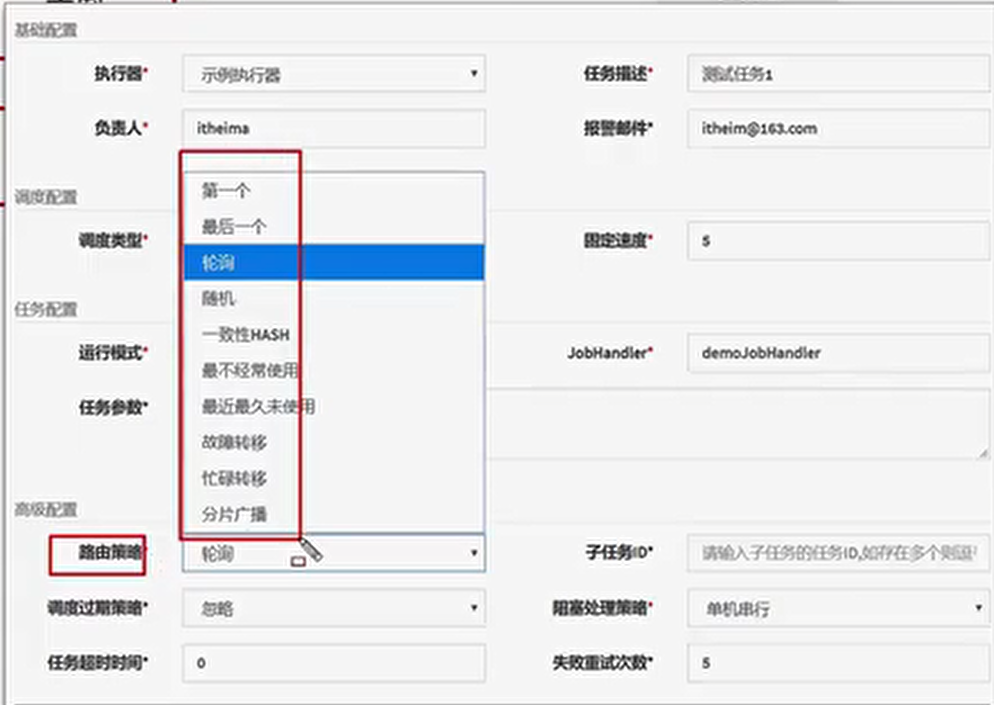 基础配置
执行器* 示例执行器 任务描述* 测试任务1
负责人* itheima 报警邮件* itheim@163.com
第一个
调度配置
最后一个
调度类型* 固定速度* 5
轮询
随机
任务配置
一致性HASH
运行模式* JobHandler* demoJobHandler
最不经常使用
任务参数* 最近最久未使用
故障转移
忙碌转移
高级配置
分片广播
路由策略* 轮询 子任务ID* 请输入子任务的任务ID,如存在多个则
调度过期策略* 忽略 阻塞处理策略* 单机串行
任务超时时间* 0 失败重试次数* 5